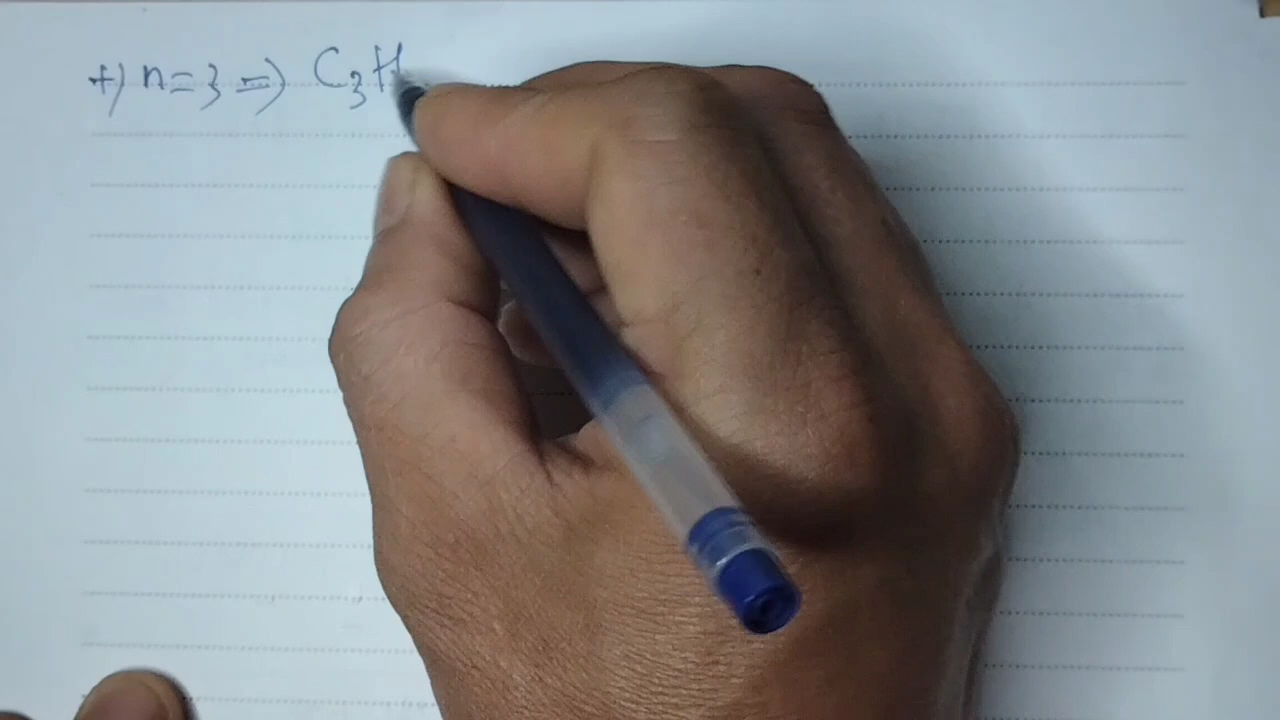 +) n = 3 => C₃H